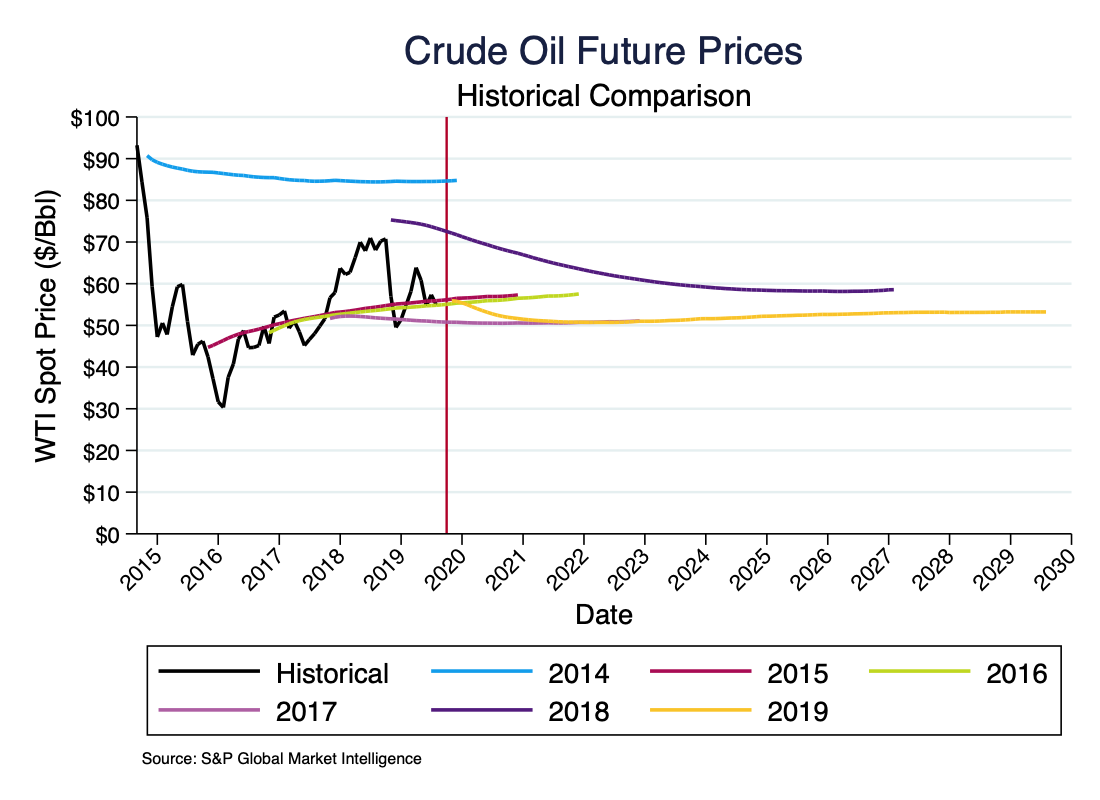 Crude Oil Future Prices
Historical Comparison
WTI Spot Price ($/Bbl)
$100
$90
$80
$70
$60
$50
$40
$30
$20
$10
$0
2015 2016 2017 2018 2019 2020 2021 2022 2023 2024 2025 2026 2027 2028 2029 2030
Date
Historical 2014 2015 2016
2017 2018 2019
Source: S&P Global Market Intelligence